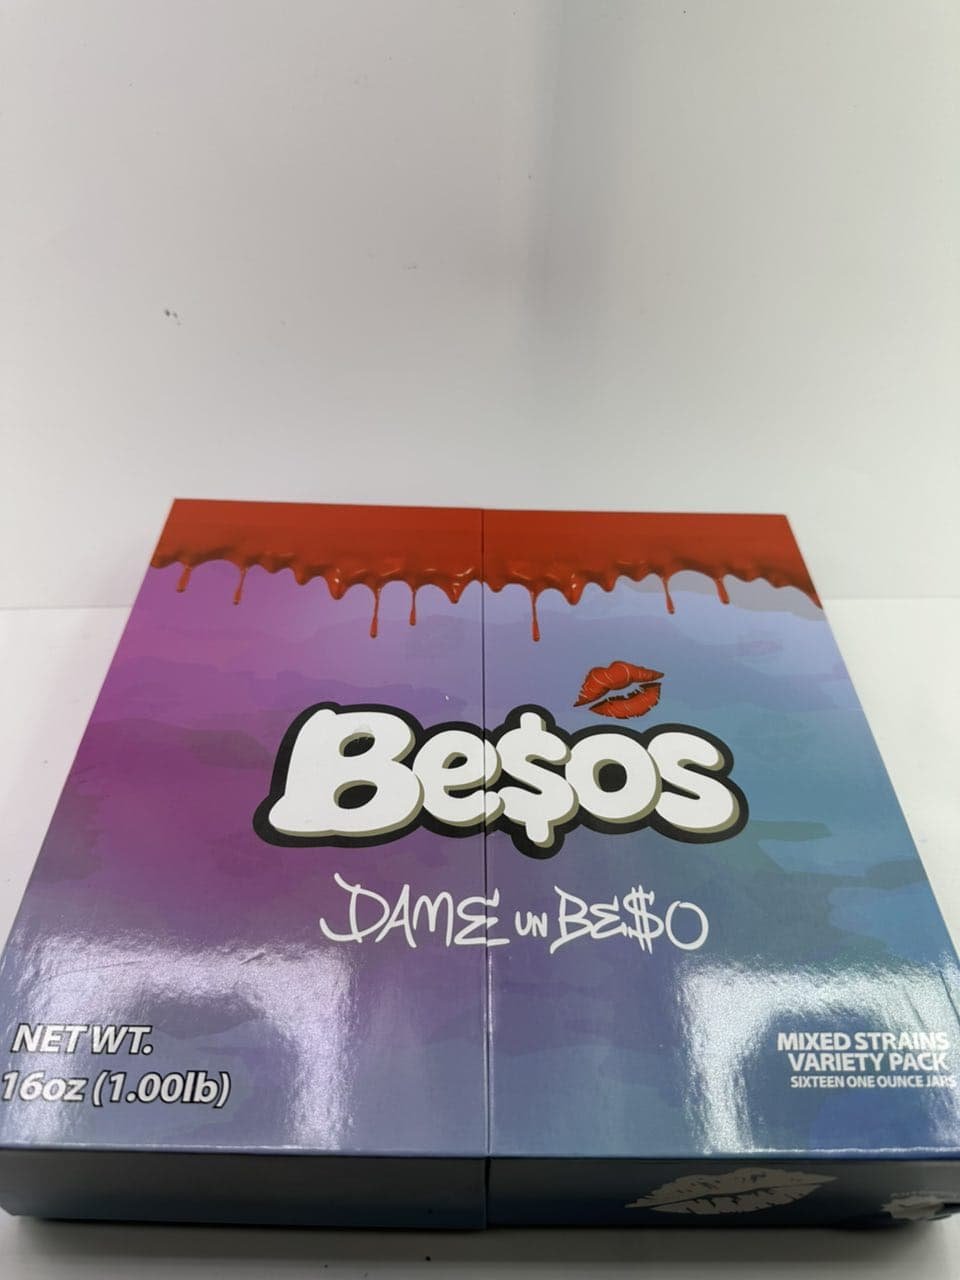 Be$os
DAME UN BE$O
NET WT.
16oz (1.00lb)
MIXED STRAINS
VARIETY PACK
SIXTEEN ONE OUNCE JARS